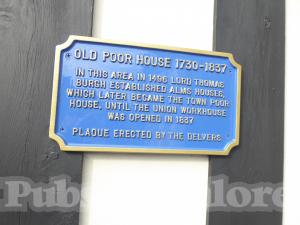 OLD POOR HOUSE 1730-1837
IN THIS AREA IN 1496 LORD THOMAS
BURGH ESTABLISHED ALMS HOUSES,
WHICH LATER BECAME THE TOWN POOR
HOUSE, UNTIL THE UNION WORKHOUSE
WAS OPENED IN 1837
PLAQUE ERECTED BY THE DELVERS